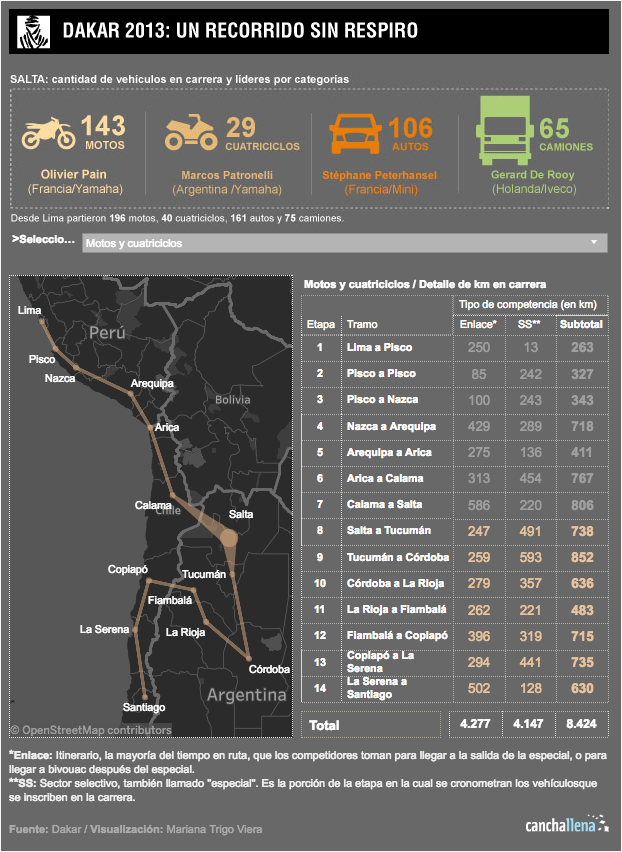 DAKAR 2013: UN RECORRIDO SIN RESPIRO
SALTA: cantidad de vehículos en carrera y líderes por categorías
143 MOTOS
Olivier Pain
(Francia/Yamaha)
29 CUATRICICLOS
Marcos Patronelli
(Argentina /Yamaha)
106 AUTOS
Stéphane Peterhansel
(Francia/Mini)
65 CAMIONES
Gerard De Rooy
(Holanda/Iveco)
Desde Lima partieron 196 motos, 40 cuatriciclos, 161 autos y 75 camiones.
>Seleccio... Motos y cuatriciclos
Lima
Perú
Pisco
Nazca
Arequipa
Bolivia
Arica
Calama
Chile
Salta
Copiapó
Tucumán
Fiambalá
La Serena
La Rioja
Córdoba
Argentina
Santiago
© OpenStreetMap contributors
Motos y cuatriciclos / Detalle de km en carrera
Tipo de competencia (en km)
Etapa Tramo Enlace* SS** Subtotal
1 Lima a Pisco 250 13 263
2 Pisco a Pisco 85 242 327
3 Pisco a Nazca 100 243 343
4 Nazca a Arequipa 429 289 718
5 Arequipa a Arica 275 136 411
6 Arica a Calama 313 454 767
7 Calama a Salta 586 220 806
8 Salta a Tucumán 247 491 738
9 Tucumán a Córdoba 259 593 852
10 Córdoba a La Rioja 279 357 636
11 La Rioja a Fiambalá 262 221 483
12 Fiambalá a Copiapó 396 319 715
13 Copiapó a La Serena 294 441 735
14 La Serena a Santiago 502 128 630
Total 4.277 4.147 8.424
*Enlace: Itinerario, la mayoría del tiempo en ruta, que los competidores toman para llegar a la salida de la especial, o para
llegar a bivouac después del especial.
**SS: Sector selectivo, también llamado "especial". Es la porción de la etapa en la cual se cronometran los vehículosque
se inscriben en la carrera.
Fuente: Dakar / Visualización: Mariana Trigo Viera
canchallena